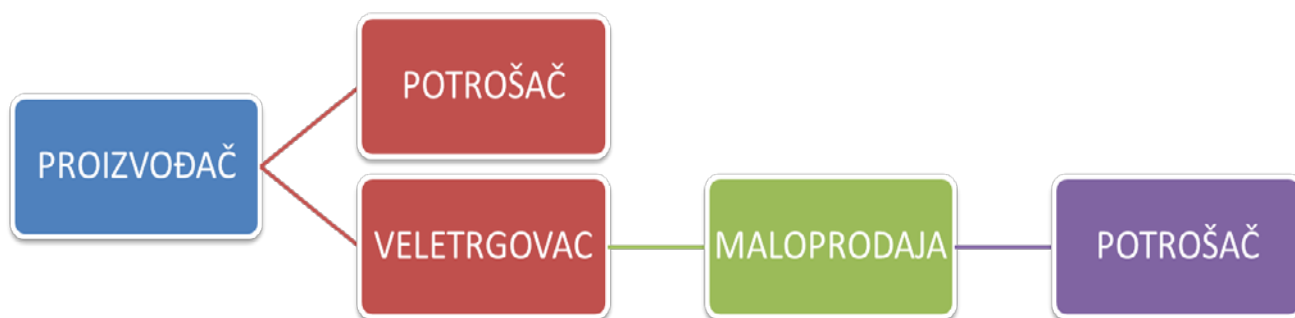 PROIZVOĐAČ
POTROŠAČ
VELETRGOVAC
MALOPRODAJA
POTROŠAČ